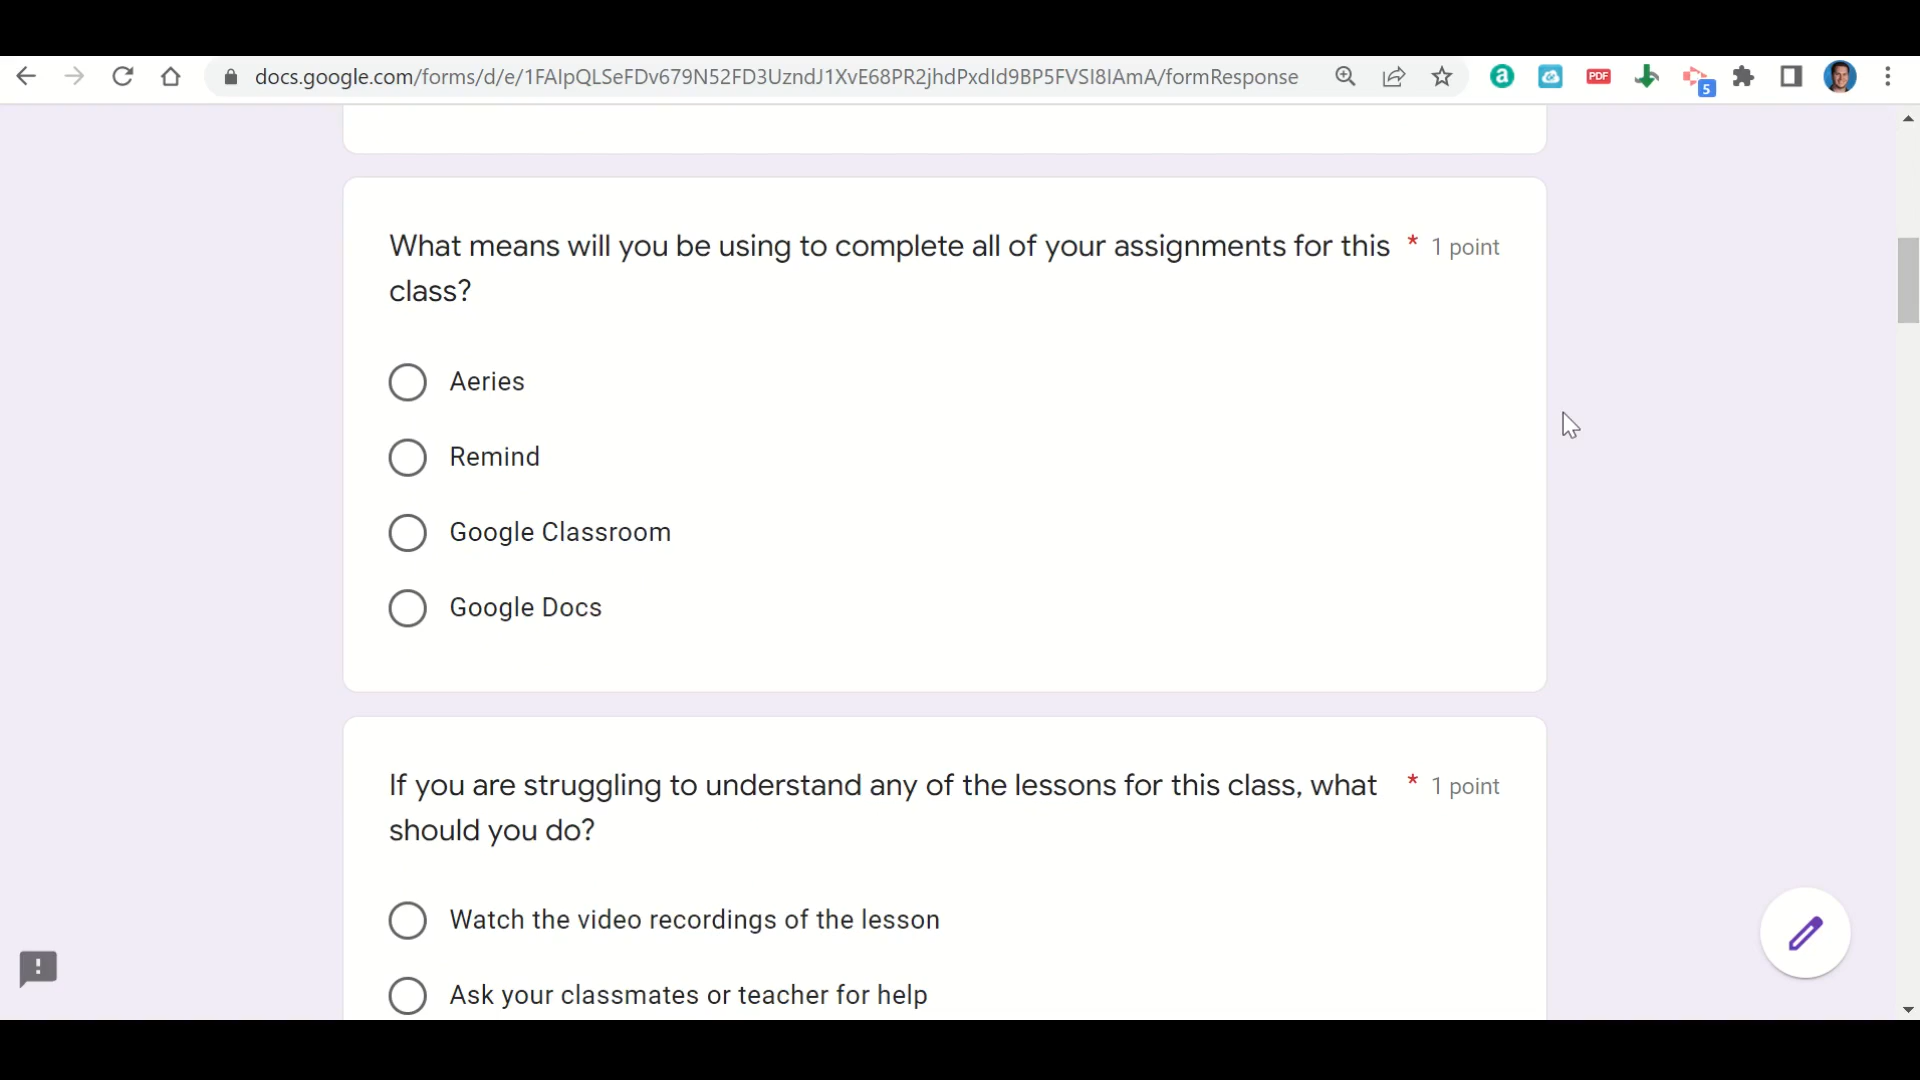 docs.google.com/forms/d/e/1FAIpQLSeFDv679N52FD3UzndJ1XvE68PR2jhdPxdId9BP5FVSI8IAmA/formResponse
a
PDF
5
What means will you be using to complete all of your assignments for this * 1 point
class?
Aeries
Remind
Google Classroom
Google Docs
If you are struggling to understand any of the lessons for this class, what * 1 point
should you do?
Watch the video recordings of the lesson
Ask your classmates or teacher for help